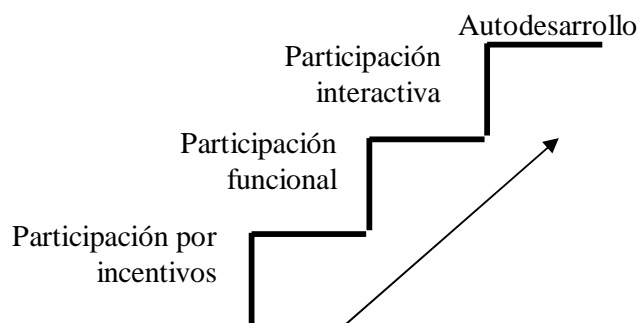 Autodesarrollo
Participación
interactiva
Participación
funcional
Participación por
incentivos